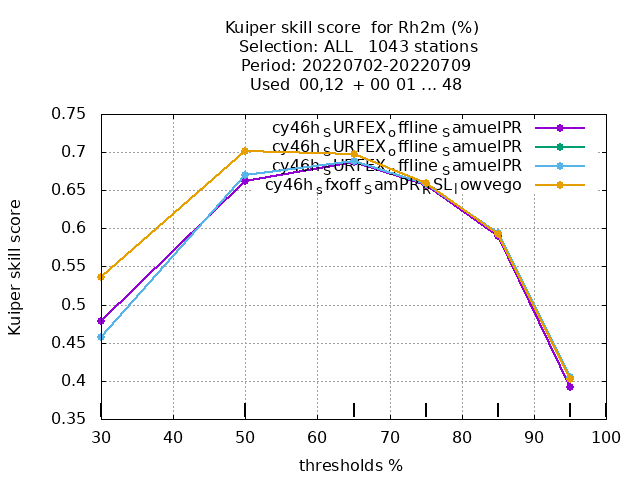 Kuiper skill score for Rh2m (%)
Selection: ALL 1043 stations
Period: 20220702-20220709
Used 00,12 + 00 01 ... 48
0.75
0.7
0.65
0.6
0.55
0.5
0.45
0.4
0.35
Kuiper skill score
cy46h_SURFEX_offline_SamuelPR
cy46h_SURFEX_offline_SamuelPR
cy46h_SURFEX_offline_SamuelPR
cy46h_sfxoff_SamPR_RSL_lowvego
30 40 50 60 70 80 90 100
thresholds %